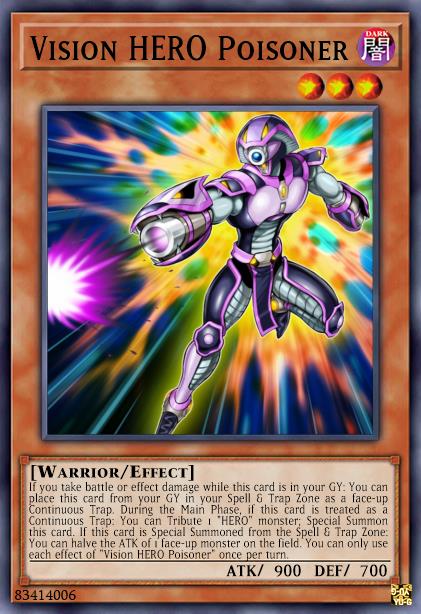 Vision HERO Poisoner
DARK
闇
[Warrior/Effect]
If you take battle or effect damage while this card is in your GY: You can
place this card from your GY in your Spell & Trap Zone as a face-up
Continuous Trap. During the Main Phase, if this card is treated as a
Continuous Trap: You can Tribute 1 "HERO" monster; Special Summon
this card. If this card is Special Summoned from the Spell & Trap Zone:
You can halve the ATK of 1 face-up monster on the field. You can only use
each effect of "Vision HERO Poisoner" once per turn.
ATK/ 900 DEF/ 700
83414006